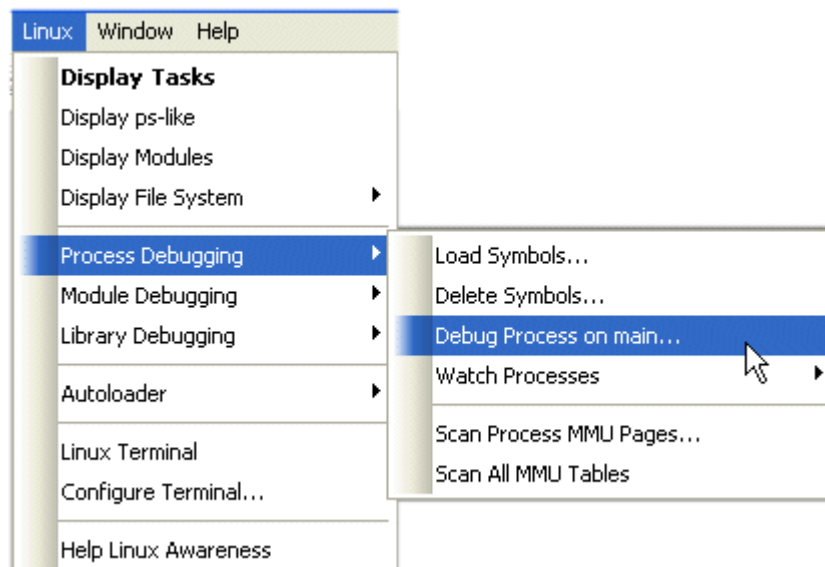 Linux Window Help
Display Tasks
Display ps-like
Display Modules
Display File System
Process Debugging
Module Debugging
Library Debugging
Autoloader
Linux Terminal
Configure Terminal...
Help Linux Awareness
Load Symbols...
Delete Symbols...
Debug Process on main...
Watch Processes
Scan Process MMU Pages...
Scan All MMU Tables